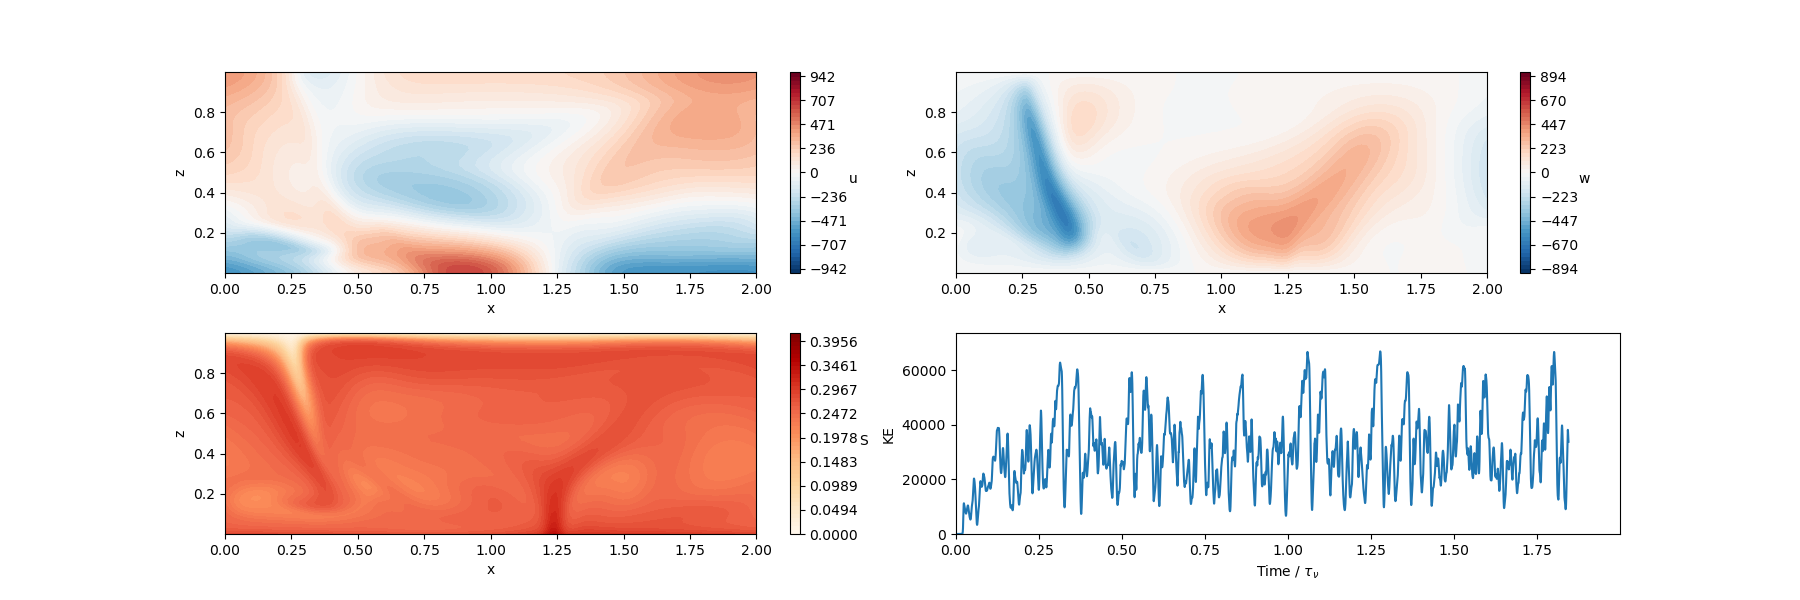 0.8
0.6
0.4
0.2
z
0.00 0.25 0.50 0.75 1.00 1.25 1.50 1.75 2.00
x
942
707
471
236
0
−236
−471
−707
−942
u
0.8
0.6
0.4
0.2
z
0.00 0.25 0.50 0.75 1.00 1.25 1.50 1.75 2.00
x
894
670
447
223
0
−223
−447
−670
−894
w
0.8
0.6
0.4
0.2
z
0.00 0.25 0.50 0.75 1.00 1.25 1.50 1.75 2.00
x
0.3956
0.3461
0.2967
0.2472
0.1978
0.1483
0.0989
0.0494
0.0000
S
60000
40000
20000
0
KE
0.00 0.25 0.50 0.75 1.00 1.25 1.50 1.75
Time / τν